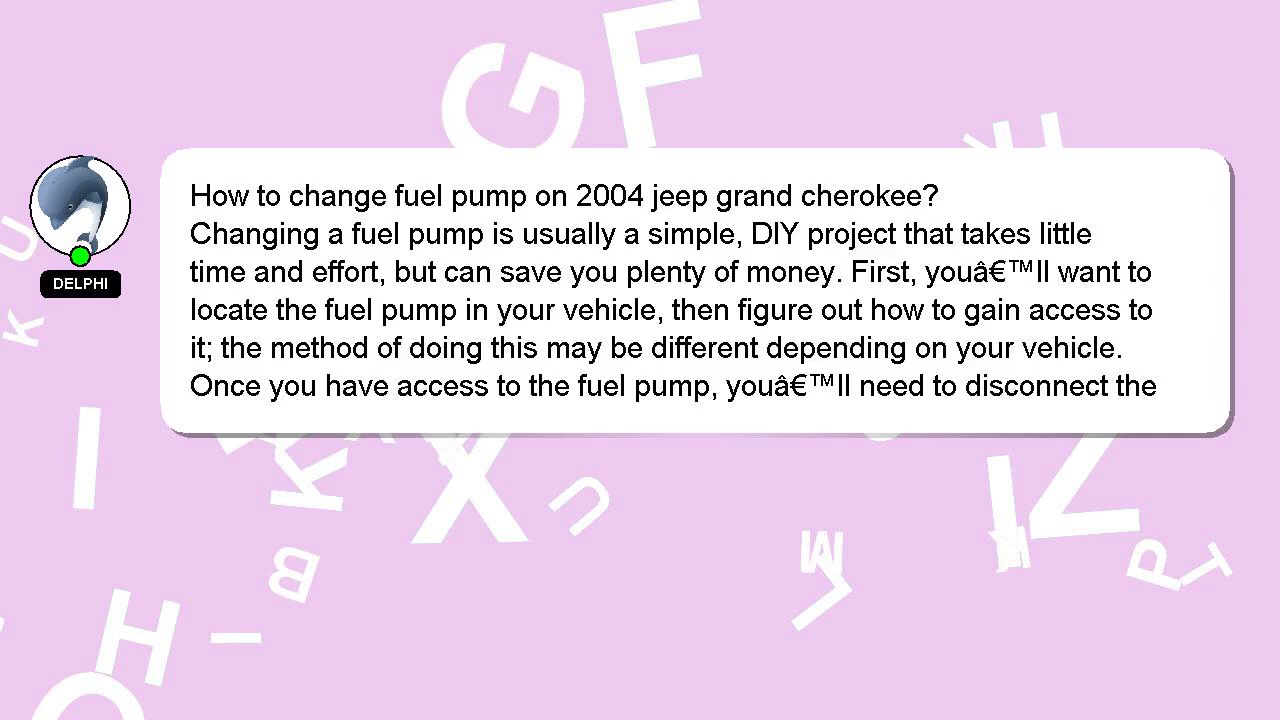 G F
DELPHI
How to change fuel pump on 2004 jeep grand cherokee?
Changing a fuel pump is usually a simple, DIY project that takes little
time and effort, but can save you plenty of money. First, youâ€™ll want to
locate the fuel pump in your vehicle, then figure out how to gain access to
it; the method of doing this may be different depending on your vehicle.
Once you have access to the fuel pump, youâ€™ll need to disconnect the